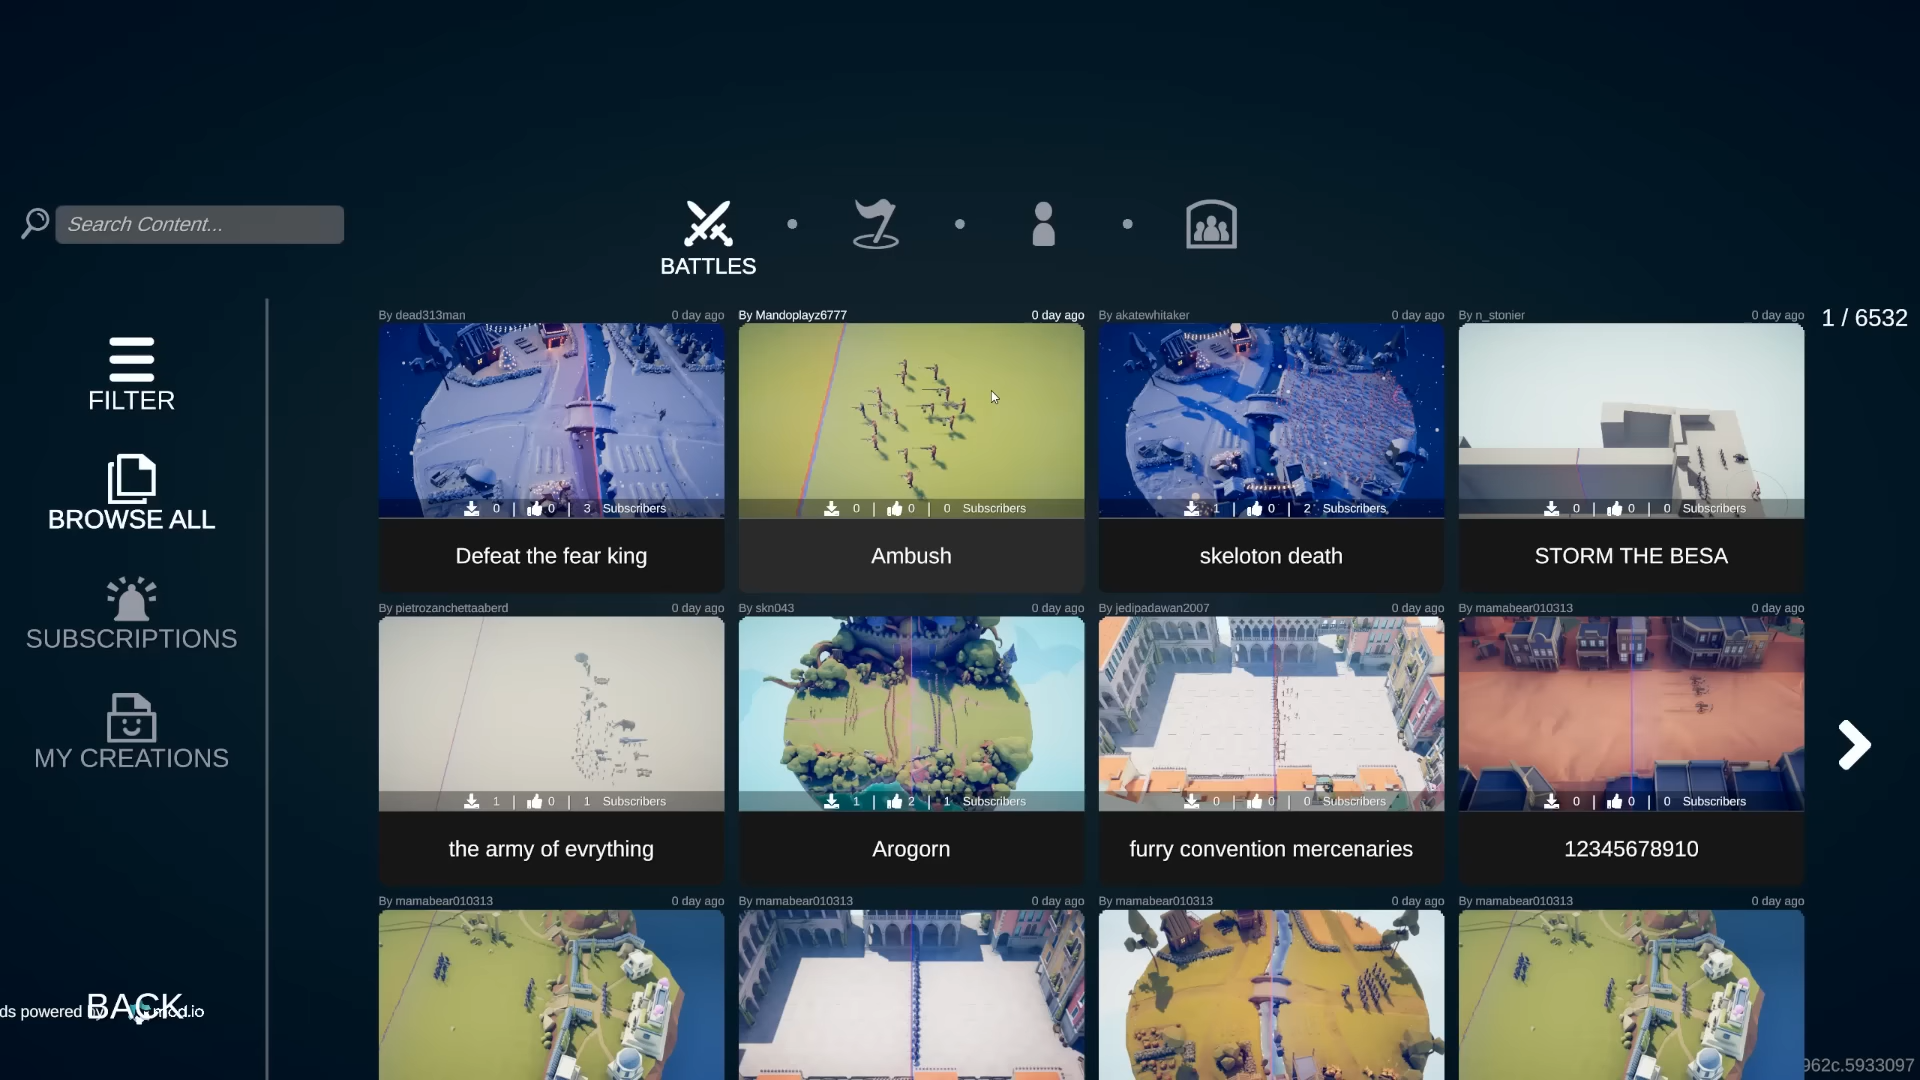 Search Content...
BATTLES
1 / 6532
FILTER
BROWSE ALL
SUBSCRIPTIONS
MY CREATIONS
BACK
ds powered by mod.io
By dead313man 0 day ago
0 | 0 | 3 Subscribers
Defeat the fear king
By Mandoplayz6777 0 day ago
0 | 0 | 0 Subscribers
Ambush
By akatewhitaker 0 day ago
1 | 0 | 2 Subscribers
skeloton death
By n_stonier 0 day ago
0 | 0 | 0 Subscribers
STORM THE BESA
By pietrozanchettaaberd 0 day ago
1 | 0 | 1 Subscribers
the army of evrything
By skn043 0 day ago
1 | 2 | 1 Subscribers
Arogorn
By jedipadawan2007 0 day ago
0 | 0 | 0 Subscribers
furry convention mercenaries
By mamabear010313 0 day ago
0 | 0 | 0 Subscribers
12345678910
By mamabear010313 0 day ago
By mamabear010313 0 day ago
By mamabear010313 0 day ago
By mamabear010313 0 day ago
962c.5933097